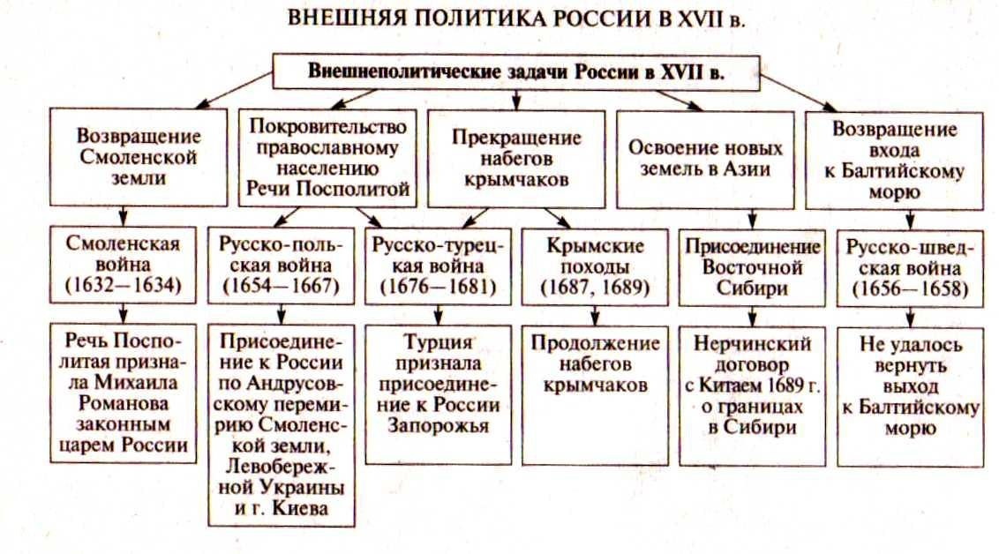 ВНЕШНЯЯ ПОЛИТИКА РОССИИ В XVII в.
Внешнеполитические задачи России в XVII в.
Возвращение
Смоленской
земли
Покровительство
православному
населению
Речи Посполитой
Прекращение
набегов
крымчаков
Освоение новых
земель в Азии
Возвращение
входа
к Балтийскому
морю
Смоленская
война
(1632—1634)
Русско-поль-
ская война
(1654—1667)
Русско-турец-
кая война
(1676—1681)
Крымские
походы
(1687, 1689)
Присоединение
Восточной
Сибири
Русско-швед-
ская война
(1656—1658)
Речь Поспо-
литая призна-
ла Михаила
Романова
законным
царем России
Присоедине-
ние к России
по Андрусов-
скому переми-
рию Смоленс-
кой земли,
Левобереж-
ной Украины
и г. Киева
Турция
признала
присоедине-
ние к России
Запорожья
Продолжение
набегов
крымчаков
Нерчинский
договор
с Китаем 1689 г.
о границах
в Сибири
Не удалось
вернуть
выход
к Балтийскому
морю